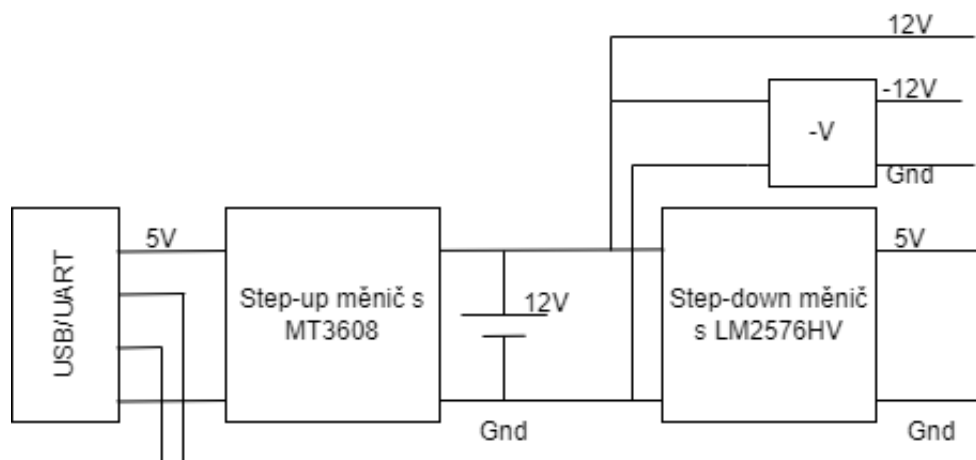 12V
-12V
-V
Gnd
5V
5V
USB/UART
Step-up měnič s
MT3608
12V
Step-down měnič
s LM2576HV
Gnd
Gnd